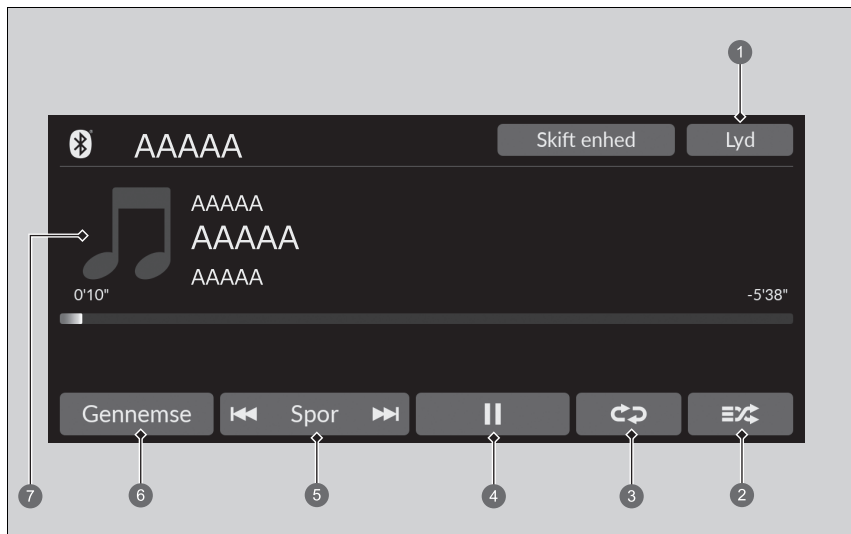 1
AAAAA Skift enhed Lyd
AAAAA
AAAAA
AAAAA
0'10" -5'38"
Gennemse Spor
7 6 5 4 3 2